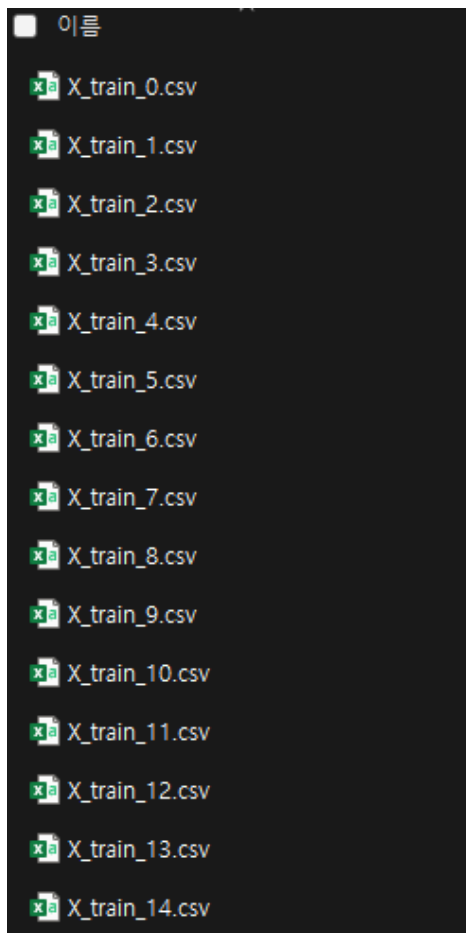 이름
X_train_0.csv
X_train_1.csv
X_train_2.csv
X_train_3.csv
X_train_4.csv
X_train_5.csv
X_train_6.csv
X_train_7.csv
X_train_8.csv
X_train_9.csv
X_train_10.csv
X_train_11.csv
X_train_12.csv
X_train_13.csv
X_train_14.csv